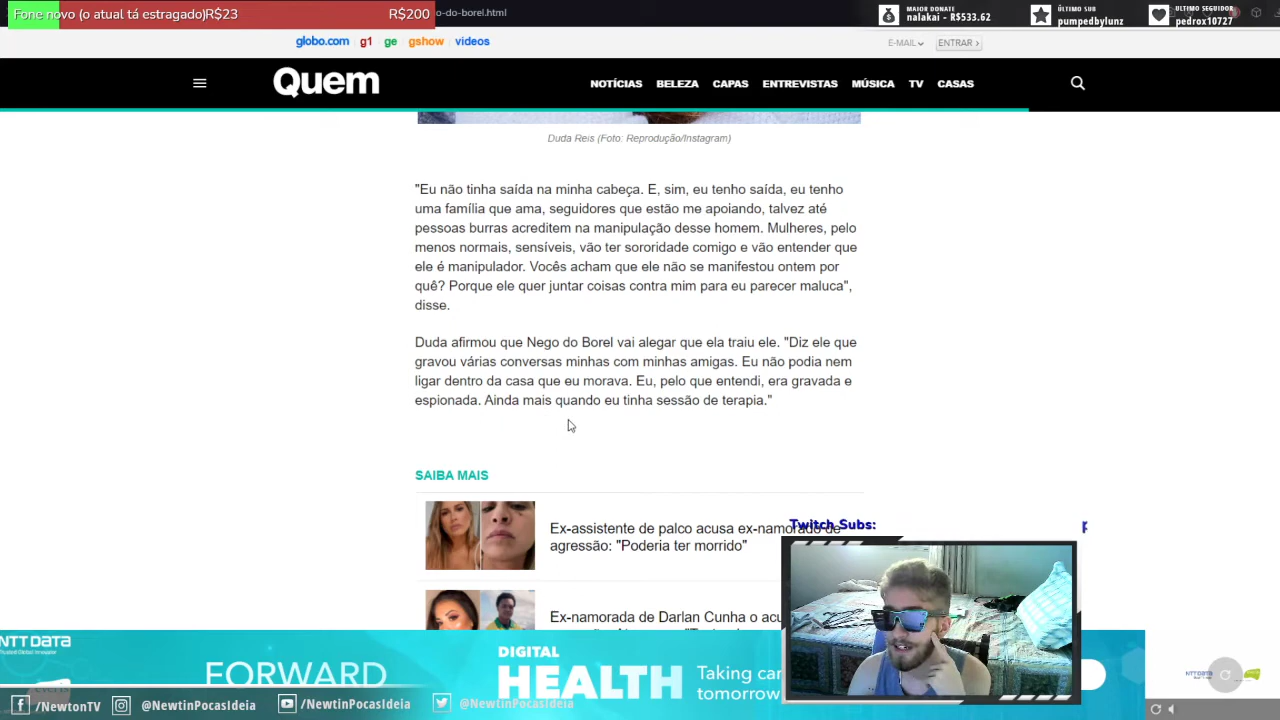 Fone novo (o atual tá estragado)R$23
R$200
o-do-borel.html
MAIOR DONATE
nalakai - R$533.62
ÚLTIMO SUB
pumpedbylunz
ULTIMO SEGUIDOR
pedrox10727
globo.com g1 ge gshow vídeos
E-MAIL
ENTRAR ›
Quem
NOTÍCIAS BELEZA CAPAS ENTREVISTAS MÚSICA TV CASAS
Duda Reis (Foto: Reprodução/Instagram)
"Eu não tinha saída na minha cabeça. E, sim, eu tenho saída, eu tenho
uma família que ama, seguidores que estão me apoiando, talvez até
pessoas burras acreditem na manipulação desse homem. Mulheres, pelo
menos normais, sensíveis, vão ter sororidade comigo e vão entender que
ele é manipulador. Vocês acham que ele não se manifestou ontem por
quê? Porque ele quer juntar coisas contra mim para eu parecer maluca",
disse.
Duda afirmou que Nego do Borel vai alegar que ela traiu ele. "Diz ele que
gravou várias conversas minhas com minhas amigas. Eu não podia nem
ligar dentro da casa que eu morava. Eu, pelo que entendi, era gravada e
espionada. Ainda mais quando eu tinha sessão de terapia."
SAIBA MAIS
Ex-assistente de palco acusa ex-namorado de
agressão: "Poderia ter morrido"
Twitch Subs:
Ex-namorada de Darlan Cunha o acu
NTT DATA
FORWARD
DIGITAL
HEALTH
Taking car
tomorrow
/NewtonTV
@NewtinPocasIdeia
/NewtinPocasIdeia
@NewtinPocasIdeia
NTT DATA